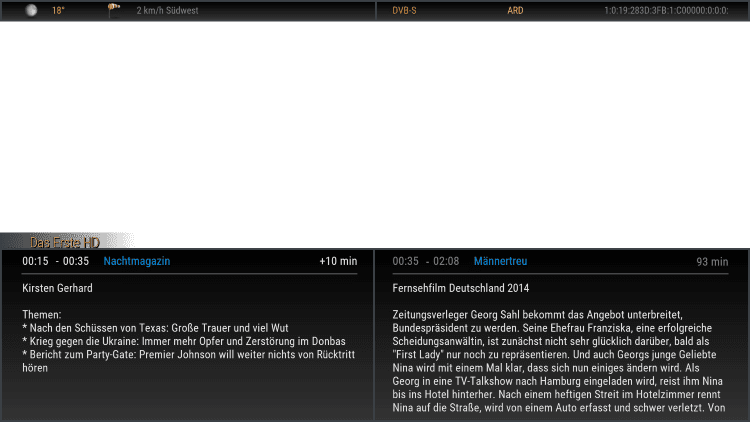 18° 2 km/h Südwest DVB-S ARD 1:0:19:283D:3FB:1:C00000:0:0:0:
Das Erste HD
00:15 - 00:35 Nachtmagazin +10 min
Kirsten Gerhard
Themen:
* Nach den Schüssen von Texas: Große Trauer und viel Wut
* Krieg gegen die Ukraine: Immer mehr Opfer und Zerstörung im Donbas
* Bericht zum Party-Gate: Premier Johnson will weiter nichts von Rücktritt
hören
00:35 - 02:08 Männertreu 93 min
Fernsehfilm Deutschland 2014
Zeitungsverleger Georg Sahl bekommt das Angebot unterbreitet,
Bundespräsident zu werden. Seine Ehefrau Franziska, eine erfolgreiche
Scheidungsanwältin, ist zunächst nicht sehr glücklich darüber, bald als
"First Lady" nur noch zu repräsentieren. Und auch Georgs junge Geliebte
Nina wird mit einem Mal klar, dass sich nun einiges ändern wird. Als
Georg in eine TV-Talkshow nach Hamburg eingeladen wird, reist ihm Nina
bis ins Hotel hinterher. Nach einem heftigen Streit im Hotelzimmer rennt
Nina auf die Straße, wird von einem Auto erfasst und schwer verletzt. Von